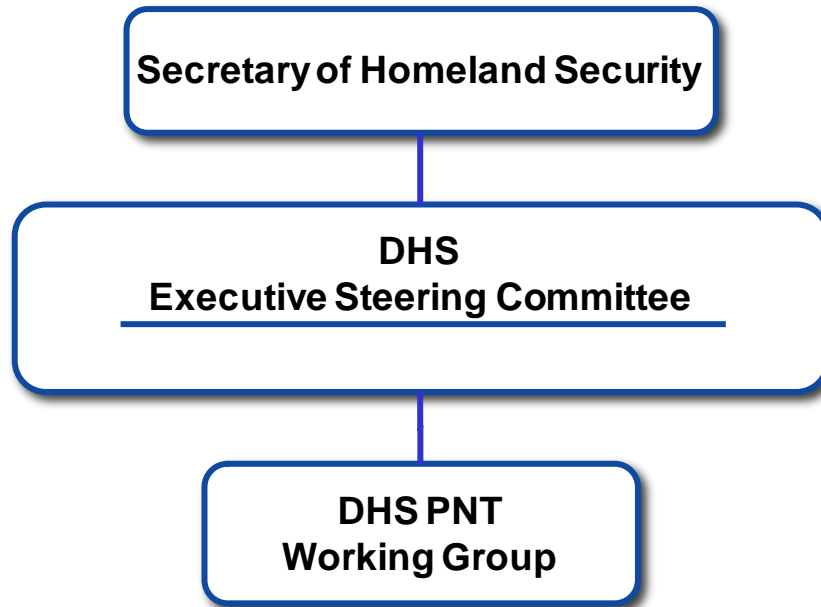 Secretary of Homeland Security
DHS
Executive Steering Committee
DHS PNT
Working Group